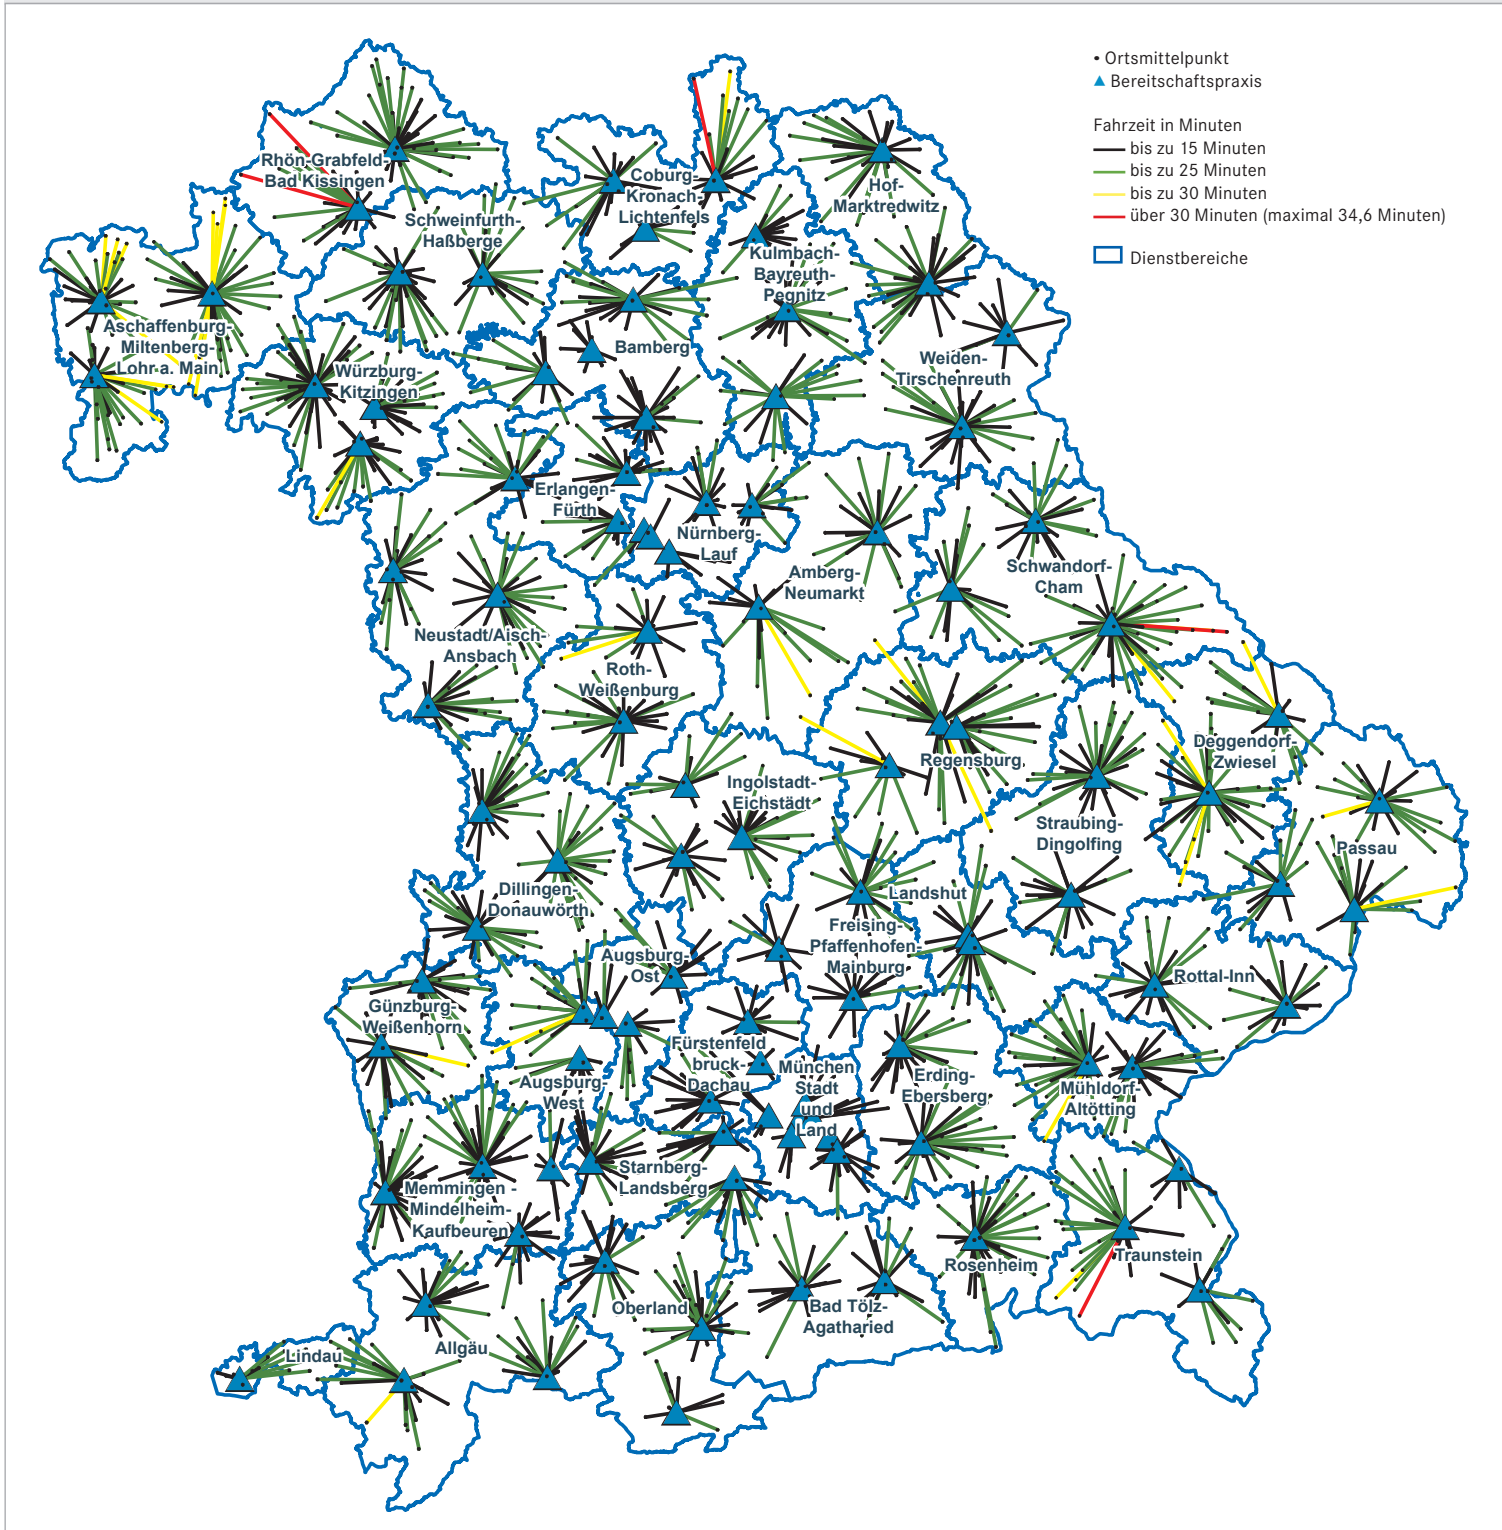 Ortsmittelpunkt
Bereitschaftspraxis
Fahrzeit in Minuten
bis zu 15 Minuten
bis zu 25 Minuten
bis zu 30 Minuten
über 30 Minuten (maximal 34,6 Minuten)
Dienstbereiche
Rhön-Grabfeld-
Bad Kissingen
Coburg-
Kronach-
Lichtenfels
Hof-
Marktredwitz
Schweinfurth-
Haßberge
Kulmbach-
Bayreuth-
Pegnitz
Aschaffenburg-
Miltenberg-
Lohr a. Main
Würzburg-
Kitzingen
Bamberg
Weiden-
Tirschenreuth
Erlangen-
Fürth
Nürnberg-
Lauf
Amberg-
Neumarkt
Schwandorf-
Cham
Neustadt/Aisch-
Ansbach
Roth-
Weißenburg
Regensburg
Deggendorf-
Zwiesel
Ingolstadt-
Eichstädt
Straubing-
Dingolfing
Passau
Dillingen-
Donauwörth
Landshut
Freising-
Pfaffenhofen-
Mainburg
Augsburg-
Ost
Rottal-Inn
Günzburg-
Weißenhorn
Fürstenfeld
bruck-
Dachau
München
Stadt
und
Land
Augsburg-
West
Erding-
Ebersberg
Mühldorf-
Altötting
Starnberg-
Landsberg
Memmingen -
Mindelheim-
Kaufbeuren
Rosenheim
Traunstein
Oberland
Bad Tölz-
Agatharied
Allgäu
Lindau